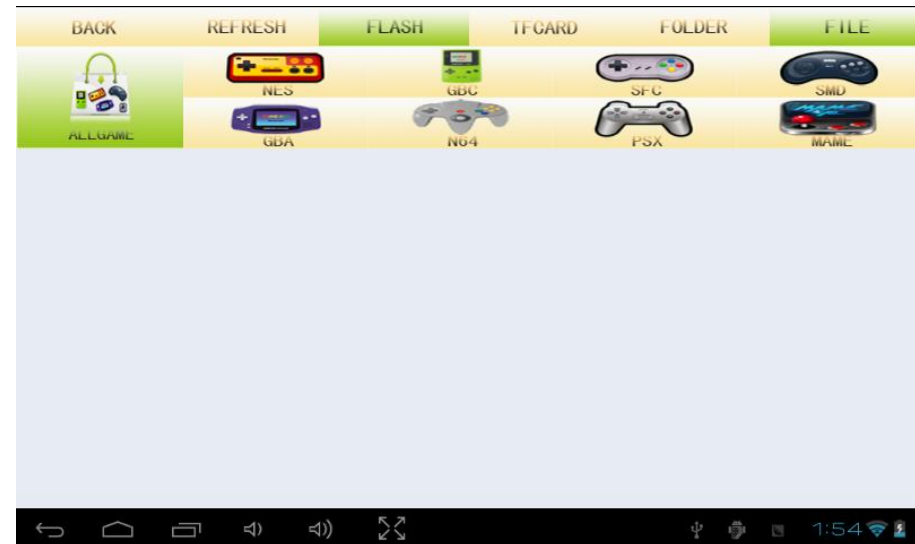 BACK REFRESH FLASH TFCARD FOLDER FILE
NES GBC SFC SMD
ALLGAME
GBA N64 PSX MAME
1:54